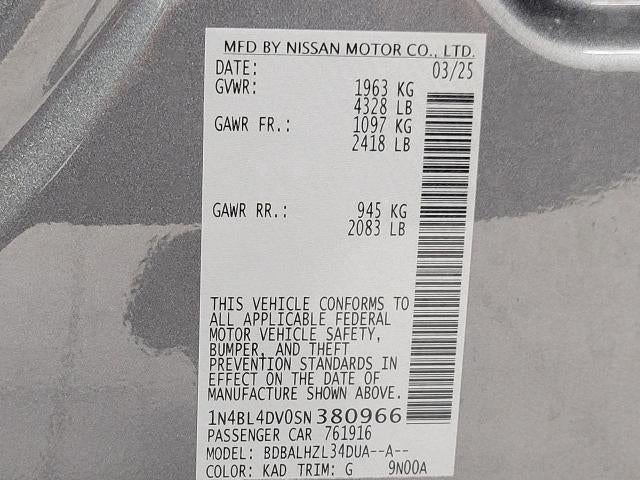 MFD BY NISSAN MOTOR CO., LTD.
DATE: 03/25
GVWR: 1963 KG
4328 LB
GAWR FR.: 1097 KG
2418 LB
GAWR RR.: 945 KG
2083 LB
THIS VEHICLE CONFORMS TO
ALL APPLICABLE FEDERAL
MOTOR VEHICLE SAFETY,
BUMPER, AND THEFT
PREVENTION STANDARDS IN
EFFECT ON THE DATE OF
MANUFACTURE SHOWN ABOVE.
1N4BL4DV0SN380966
PASSENGER CAR 761916
MODEL: BDBALHZL34DUA--A--
COLOR: KAD TRIM: G 9N00A